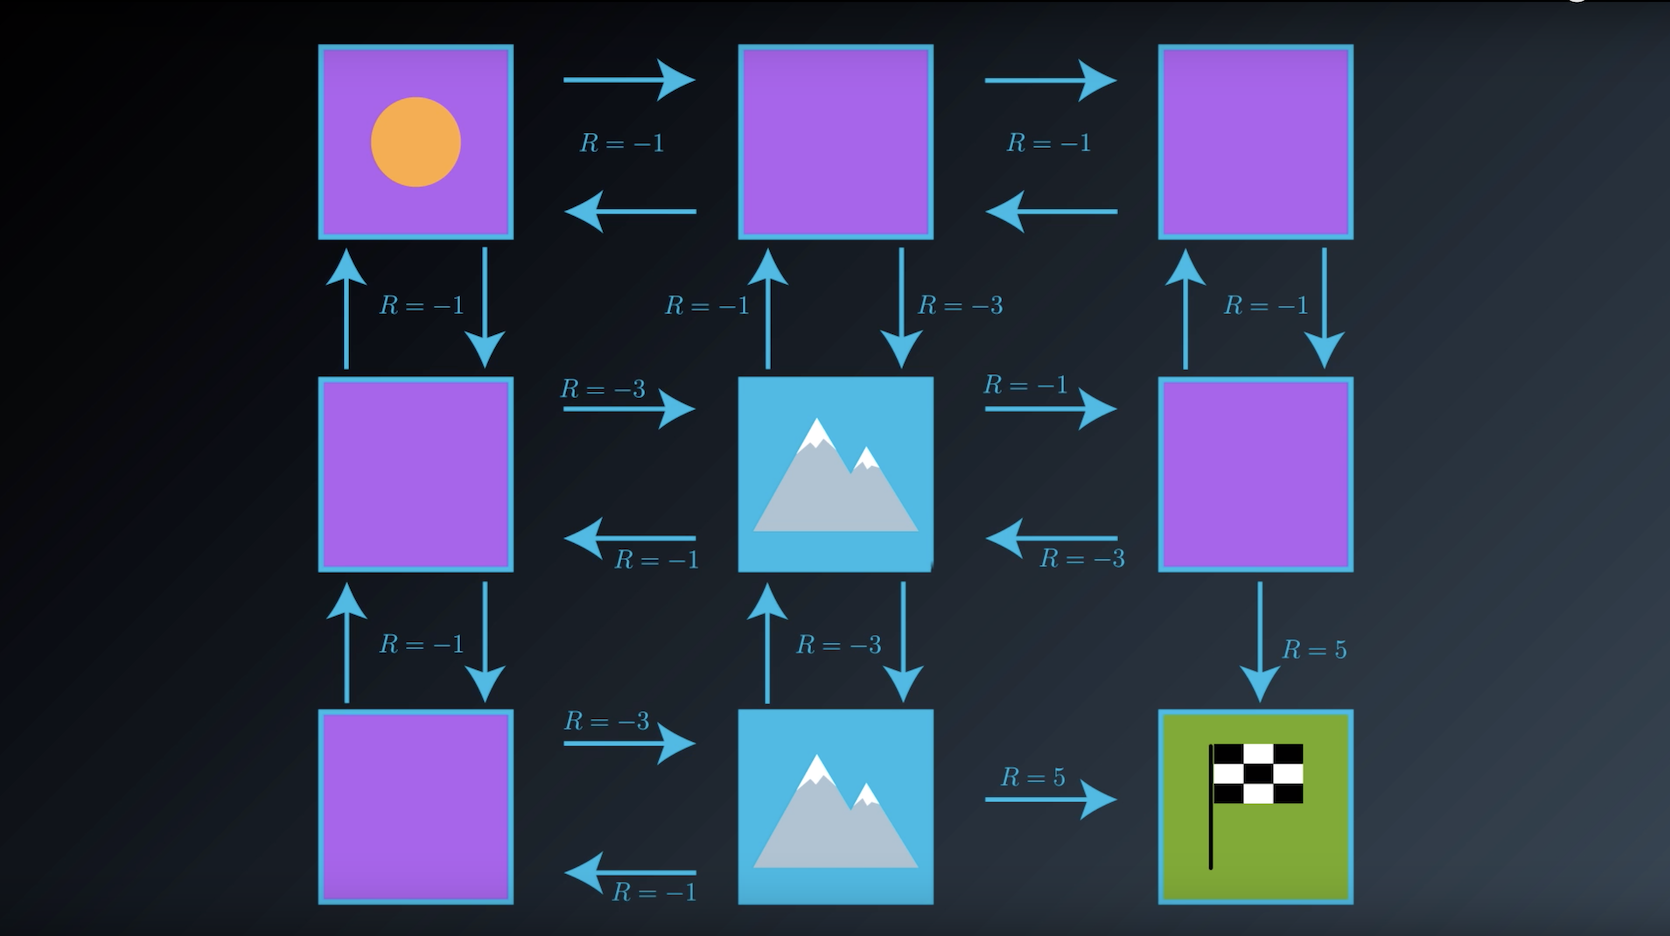 R = −1
R = −1
R = −1
R = −1
R = −3
R = −1
R = −3
R = −1
R = −1
R = −3
R = −1
R = −3
R = 5
R = −3
R = 5
R = −1